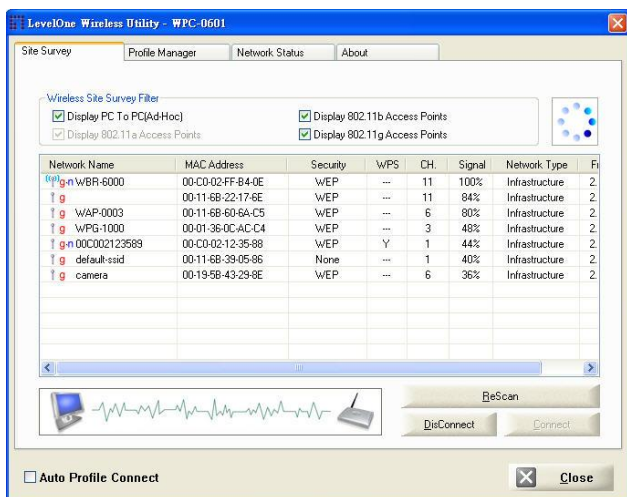 LevelOne Wireless Utility - WPC-0601
Site Survey Profile Manager Network Status About
Wireless Site Survey Filter
Display PC To PC(Ad-Hoc) Display 802.11b Access Points
Display 802.11a Access Points Display 802.11g Access Points
Network Name MAC Address Security WPS CH. Signal Network Type
g-n WBR-6000 00-C0-02-FF-B4-0E WEP --- 11 100% Infrastructure 2.
g 00-11-6B-22-17-6E WEP --- 11 84% Infrastructure 2.
g WAP-0003 00-11-6B-60-6A-C5 WEP --- 6 80% Infrastructure 2.
g WPG-1000 00-01-36-0C-AC-C4 WEP --- 3 48% Infrastructure 2.
g-n 00C002123589 00-C0-02-12-35-88 WEP Y 1 44% Infrastructure 2.
g default-ssid 00-11-6B-39-05-86 None --- 1 40% Infrastructure 2.
g camera 00-19-5B-43-29-8E WEP --- 6 36% Infrastructure 2.
ReScan
DisConnect Connect
Auto Profile Connect Close